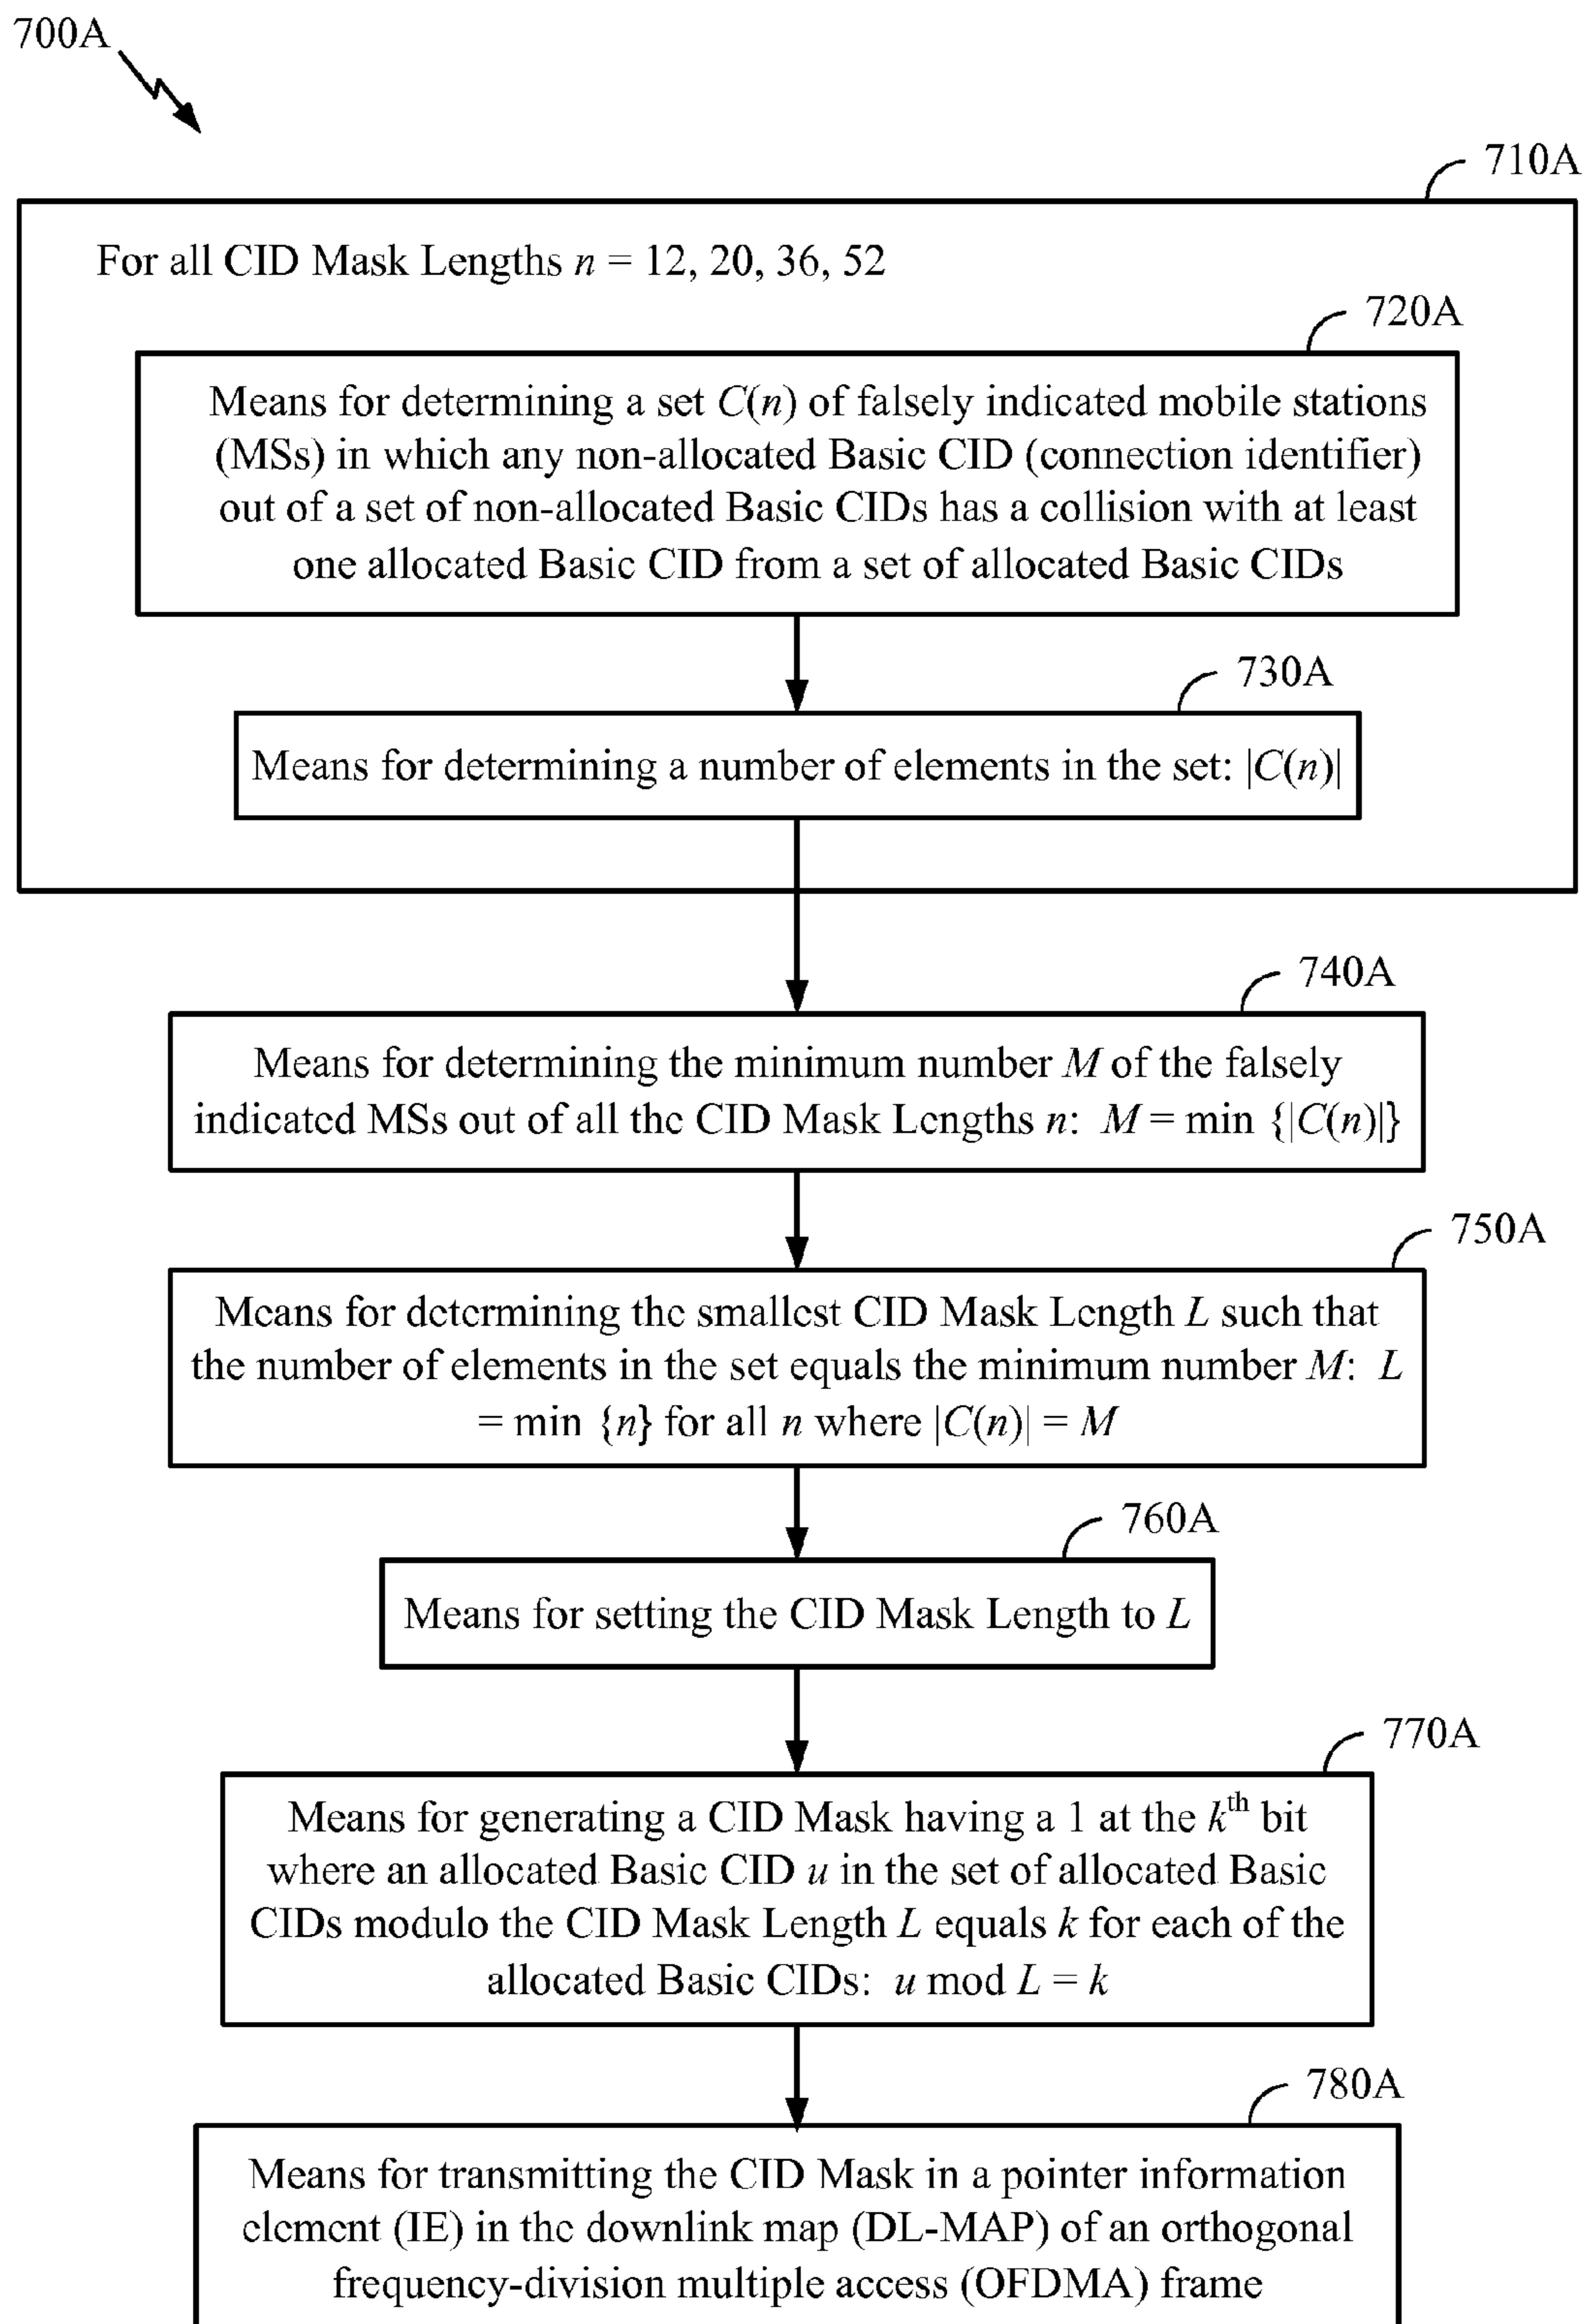 700A
710A
For all CID Mask Lengths n = 12, 20, 36, 52
720A
Means for determining a set C(n) of falsely indicated mobile stations
(MSs) in which any non-allocated Basic CID (connection identifier)
out of a set of non-allocated Basic CIDs has a collision with at least
one allocated Basic CID from a set of allocated Basic CIDs
730A
Means for determining a number of elements in the set: |C(n)|
740A
Means for determining the minimum number M of the falsely
indicated MSs out of all the CID Mask Lengths n: M = min {|C(n)|}
750A
Means for determining the smallest CID Mask Length L such that
the number of elements in the set equals the minimum number M: L
= min {n} for all n where |C(n)| = M
760A
Means for setting the CID Mask Length to L
770A
Means for generating a CID Mask having a 1 at the kth bit
where an allocated Basic CID u in the set of allocated Basic
CIDs modulo the CID Mask Length L equals k for each of the
allocated Basic CIDs: u mod L = k
780A
Means for transmitting the CID Mask in a pointer information
element (IE) in the downlink map (DL-MAP) of an orthogonal
frequency-division multiple access (OFDMA) frame